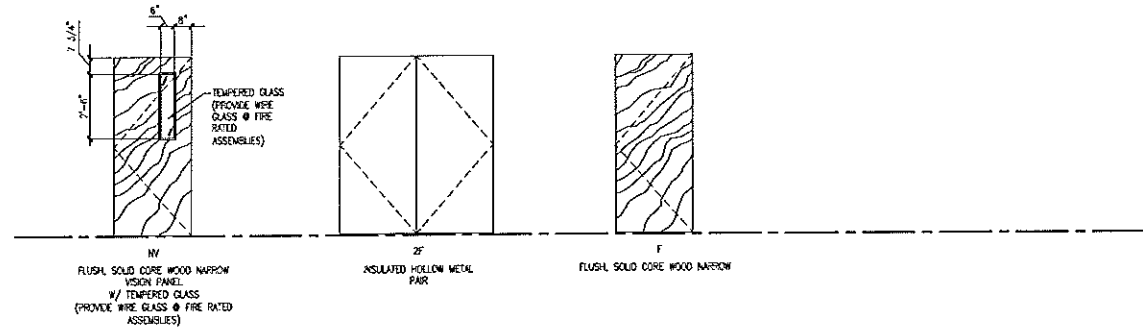 6"
8"
7 3/4"
2'-6"
TEMPERED GLASS
(PROVIDE WIRE
GLASS @ FIRE
RATED
ASSEMBLIES)
NV
FLUSH, SOLID CORE WOOD NARROW
VISION PANEL
W/ TEMPERED GLASS
(PROVIDE WIRE GLASS @ FIRE RATED
ASSEMBLIES)
2F
INSULATED HOLLOW METAL
PAIR
F
FLUSH, SOLID CORE WOOD NARROW